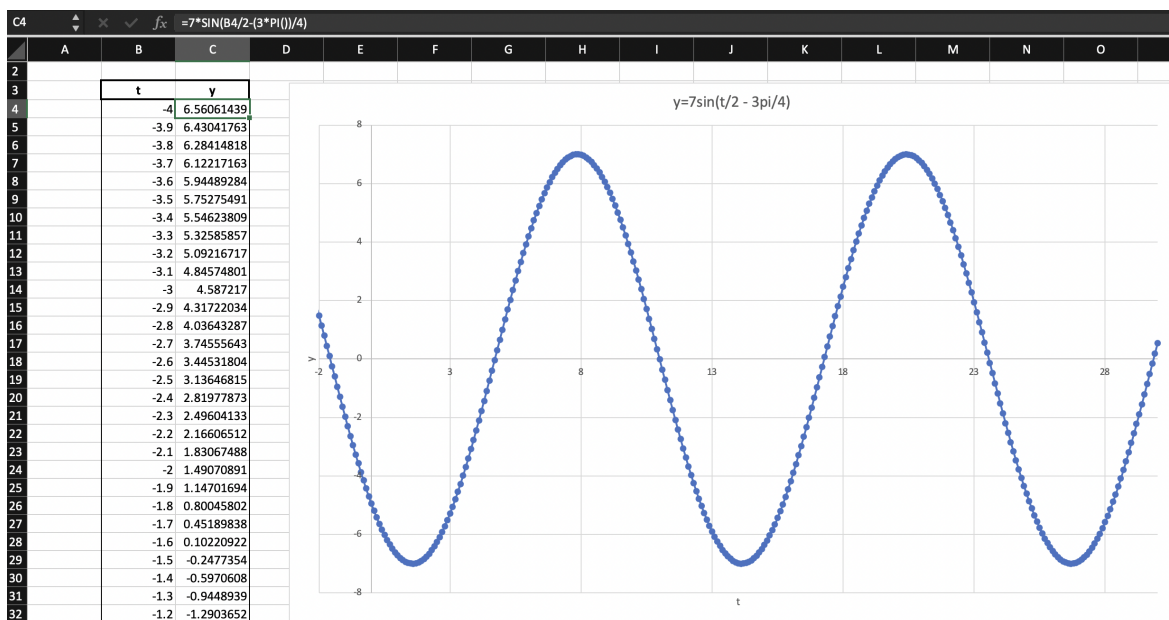 C4 fx =7*SIN(B4/2-(3*PI())/4)
A B C D E F G H I J K L M N O
2
3 t y
4 -4 6.56061439
5 -3.9 6.43041763
6 -3.8 6.28414818
7 -3.7 6.12217163
8 -3.6 5.94489284
9 -3.5 5.75275491
10 -3.4 5.54623809
11 -3.3 5.32585857
12 -3.2 5.09216717
13 -3.1 4.84574801
14 -3 4.587217
15 -2.9 4.31722034
16 -2.8 4.03643287
17 -2.7 3.74555643
18 -2.6 3.44531804
19 -2.5 3.13646815
20 -2.4 2.81977873
21 -2.3 2.49604133
22 -2.2 2.16606512
23 -2.1 1.83067488
24 -2 1.49070891
25 -1.9 1.14701694
26 -1.8 0.80045802
27 -1.7 0.45189838
28 -1.6 0.10220922
29 -1.5 -0.2477354
30 -1.4 -0.5970608
31 -1.3 -0.9448939
32 -1.2 -1.2903652
y=7sin(t/2 - 3pi/4)
8
6
4
2
0
-2
-4
-6
-8
y
-2 3 8 13 18 23 28
t